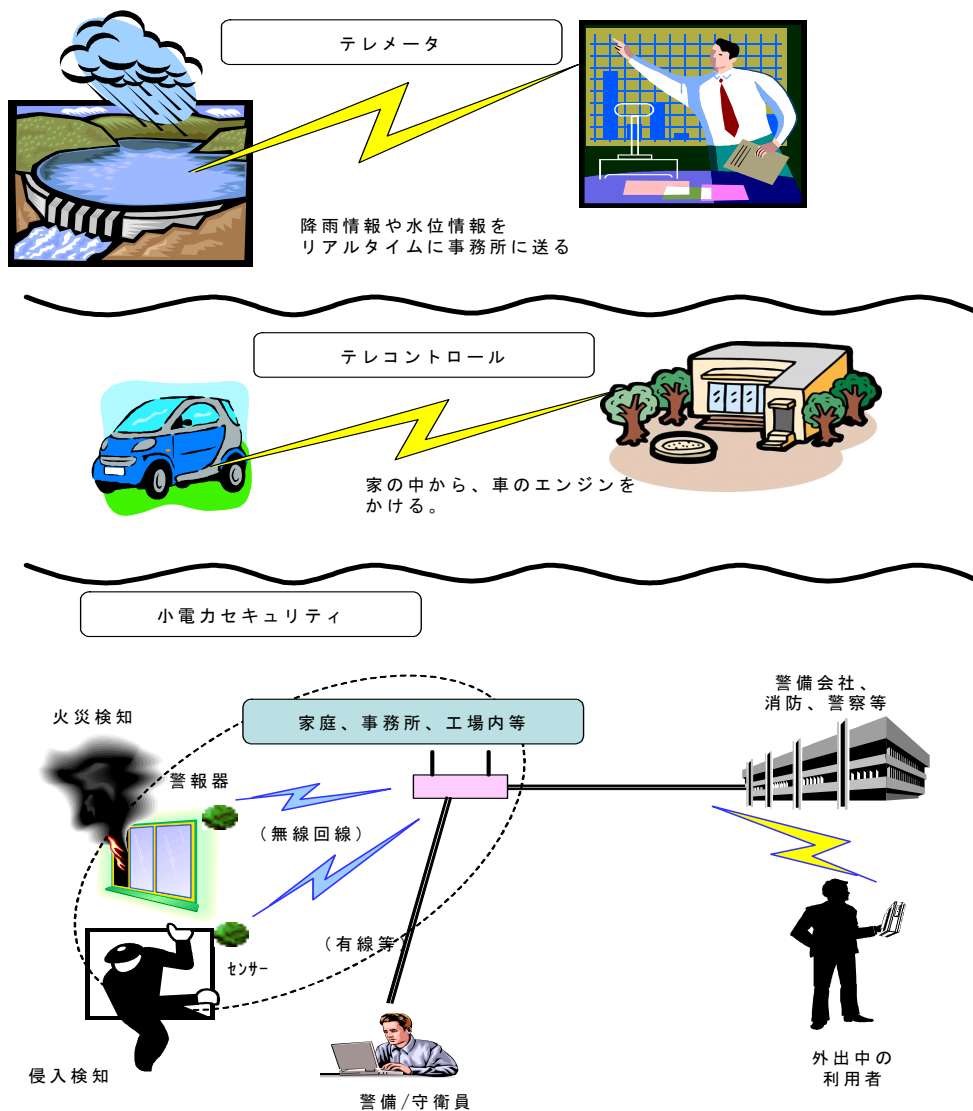 テレメータ
降雨情報や水位情報を
リアルタイムに事務所に送る
テレコントロール
家の中から、車のエンジンを
かける。
小電力セキュリティ
警備会社、
消防、警察等
火災検知
家庭、事務所、工場内等
警報器
（無線回線）
（有線等）
ｾﾝｻｰ
侵入検知
外出中の
利用者
警備/守衛員